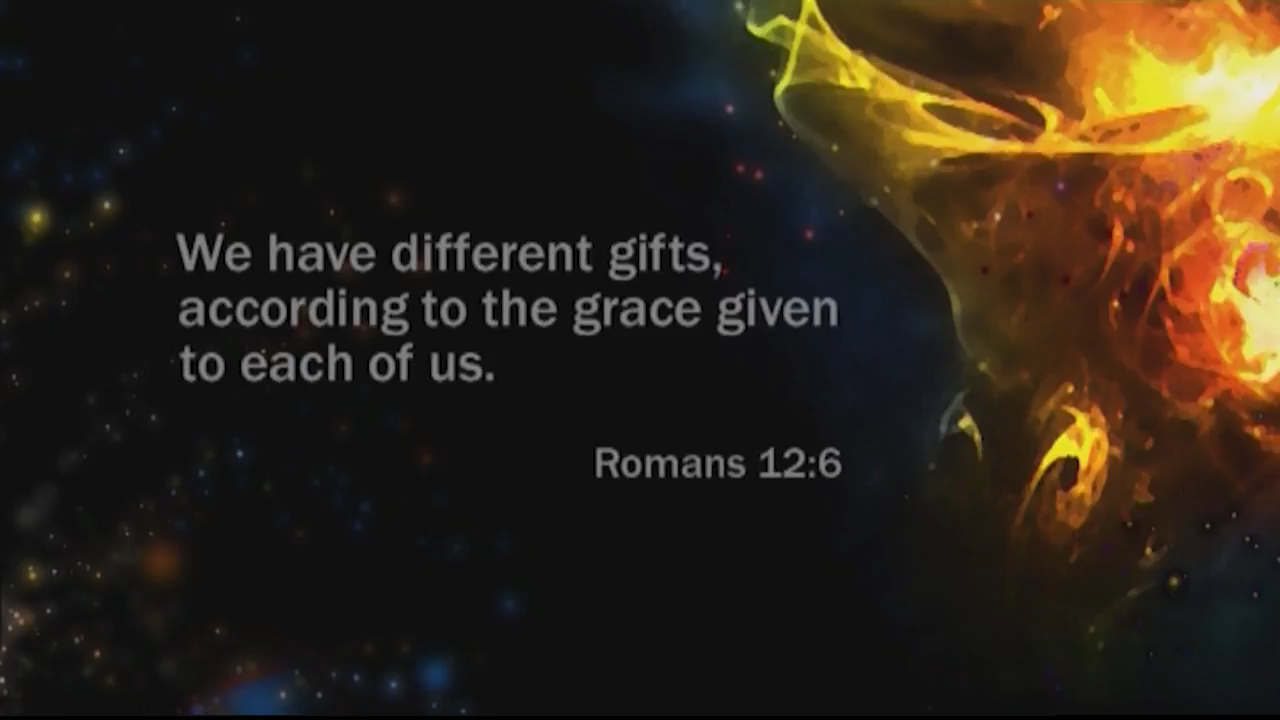 We have different gifts,
according to the grace given
to each of us.
Romans 12:6